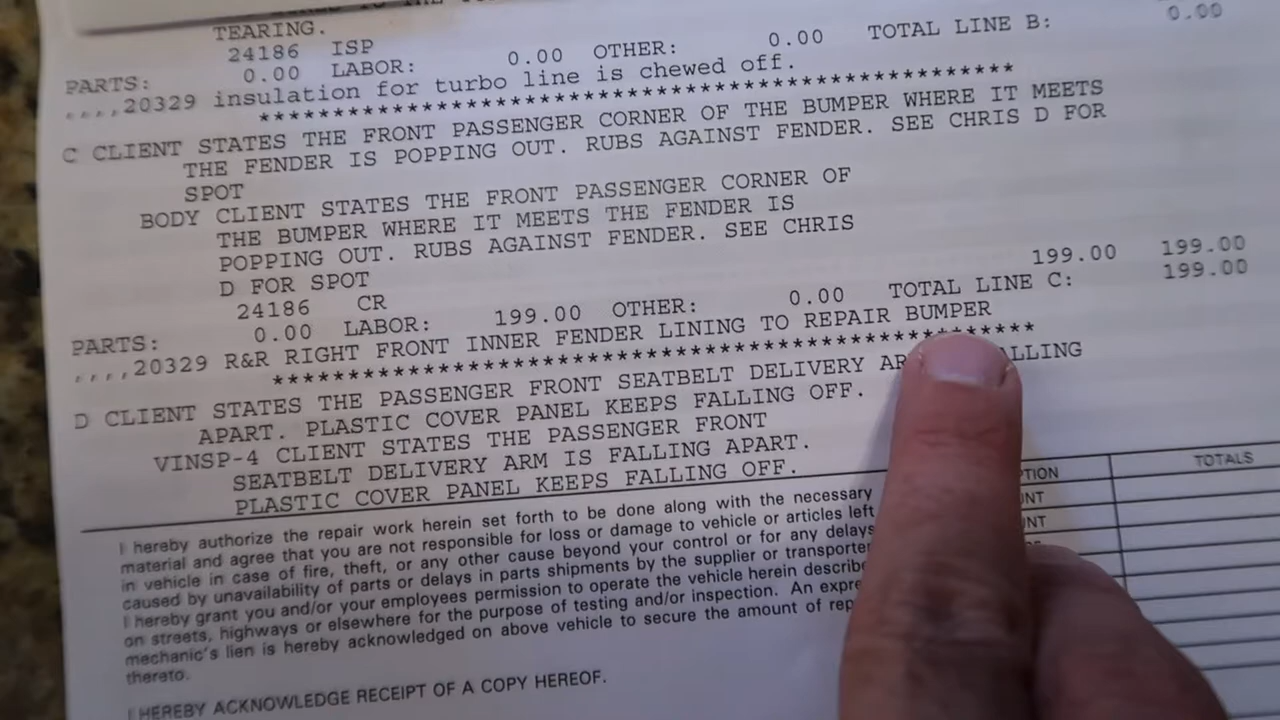 TEARING.
24186 ISP 0.00
PARTS: 0.00 LABOR: 0.00 OTHER: 0.00 TOTAL LINE B:
,,,,20329 insulation for turbo line is chewed off.
**************************************************
C CLIENT STATES THE FRONT PASSENGER CORNER OF THE BUMPER WHERE IT MEETS
THE FENDER IS POPPING OUT. RUBS AGAINST FENDER. SEE CHRIS D FOR
SPOT
BODY CLIENT STATES THE FRONT PASSENGER CORNER OF
THE BUMPER WHERE IT MEETS THE FENDER IS
POPPING OUT. RUBS AGAINST FENDER. SEE CHRIS
D FOR SPOT
24186 CR 199.00 199.00
PARTS: 0.00 LABOR: 199.00 OTHER: 0.00 TOTAL LINE C: 199.00
,,,,20329 R&R RIGHT FRONT INNER FENDER LINING TO REPAIR BUMPER
**************************************************
D CLIENT STATES THE PASSENGER FRONT SEATBELT DELIVERY AR ALLING
APART. PLASTIC COVER PANEL KEEPS FALLING OFF.
VINSP-4 CLIENT STATES THE PASSENGER FRONT
SEATBELT DELIVERY ARM IS FALLING APART.
PLASTIC COVER PANEL KEEPS FALLING OFF.
I hereby authorize the repair work herein set forth to be done along with the necessary
material and agree that you are not responsible for loss or damage to vehicle or articles left
in vehicle in case of fire, theft, or any other cause beyond your control or for any delays
caused by unavailability of parts or delays in parts shipments by the supplier or transporter
I hereby grant you and/or your employees permission to operate the vehicle herein describe
on streets, highways or elsewhere for the purpose of testing and/or inspection. An expre
mechanic's lien is hereby acknowledged on above vehicle to secure the amount of rep
thereto.
I HEREBY ACKNOWLEDGE RECEIPT OF A COPY HEREOF.
PTION TOTALS
UNT
UNT